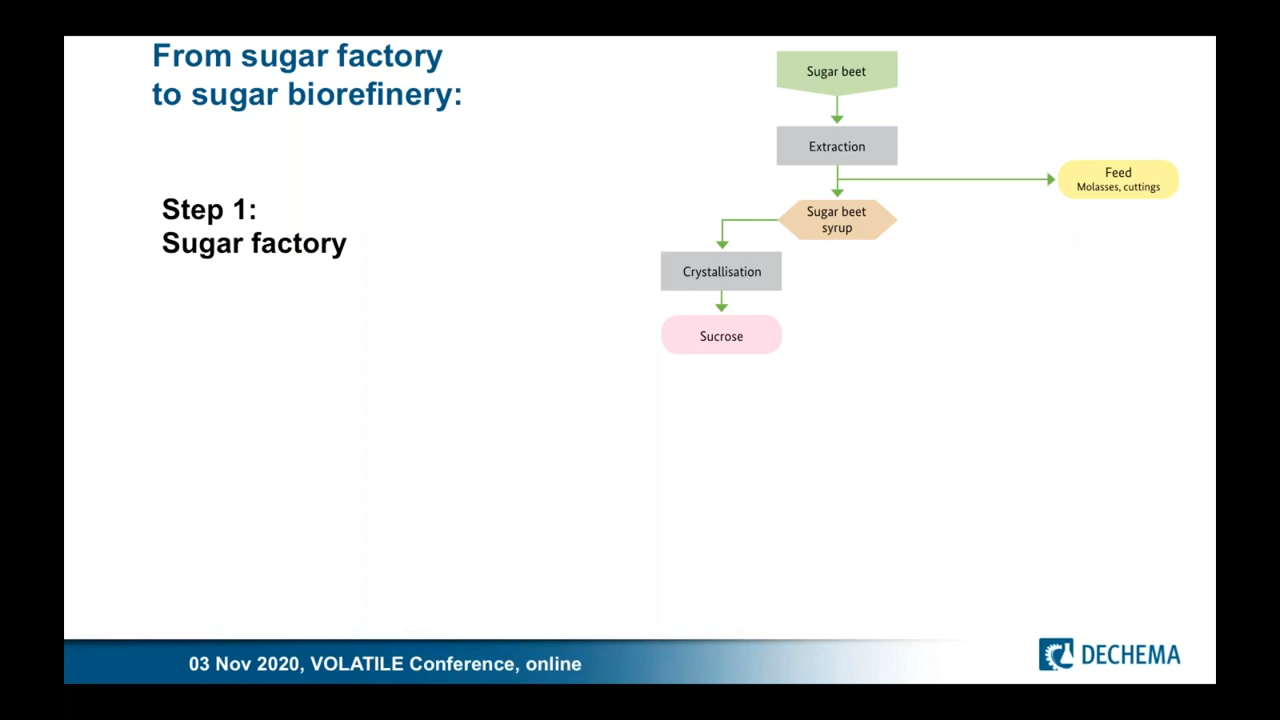 From sugar factory
to sugar biorefinery:
Step 1:
Sugar factory
Sugar beet
Extraction
Feed
Molasses, cuttings
Sugar beet
syrup
Crystallisation
Sucrose
03 Nov 2020, VOLATILE Conference, online
DECHEMA